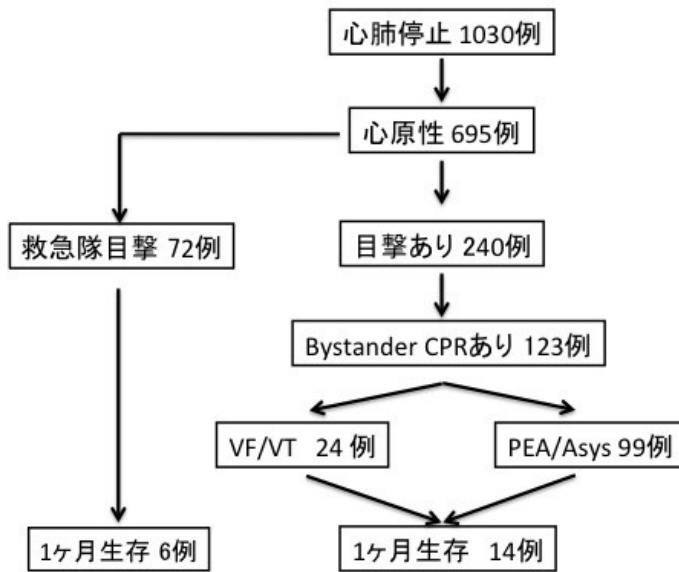 心肺停止 1030例
心原性 695例
救急隊目撃 72例
目撃あり 240例
Bystander CPRあり 123例
VF/VT 24 例
PEA/Asys 99例
1ヶ月生存 6例
1ヶ月生存 14例